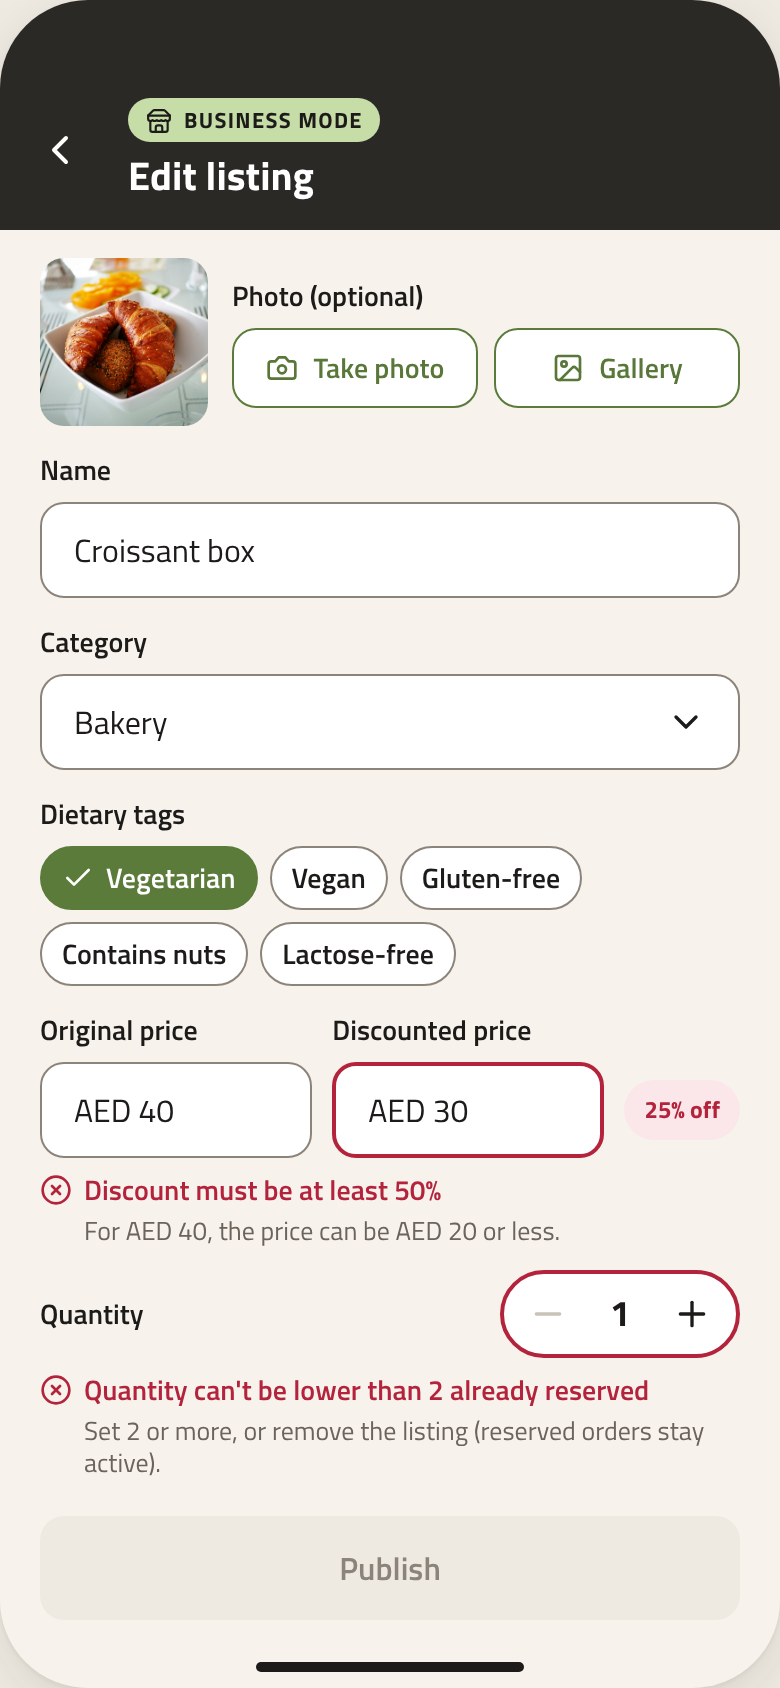 BUSINESS MODE
Edit listing
Photo (optional)
Take photo
Gallery
Name
Croissant box
Category
Bakery
Dietary tags
Vegetarian
Vegan
Gluten-free
Contains nuts
Lactose-free
Original price
Discounted price
AED 40
AED 30
25% off
Discount must be at least 50%
For AED 40, the price can be AED 20 or less.
Quantity
1
Quantity can't be lower than 2 already reserved
Set 2 or more, or remove the listing (reserved orders stay
active).
Publish